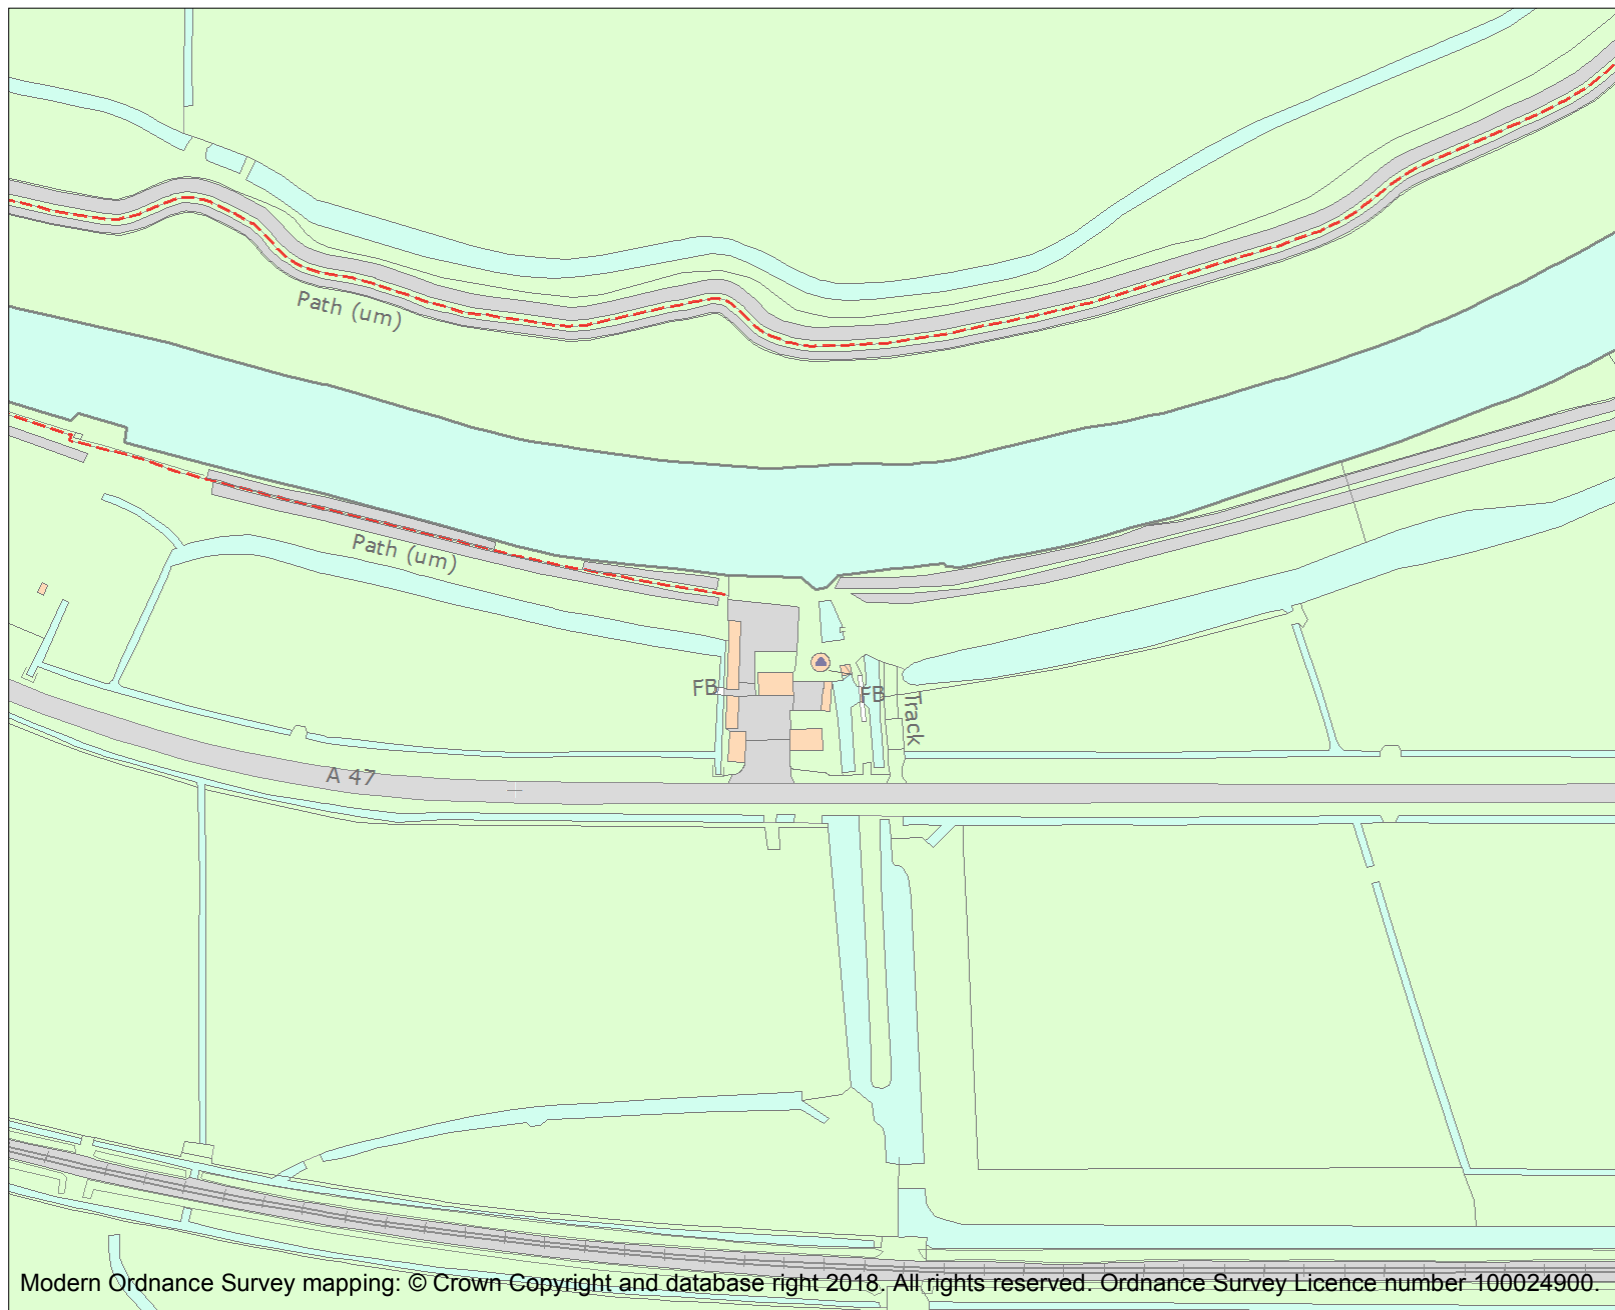 Path (um)
Path (um)
FB
FB
Track
A 47
Modern Ordnance Survey mapping: © Crown Copyright and database right 2018. All rights reserved. Ordnance Survey Licence number 100024900.